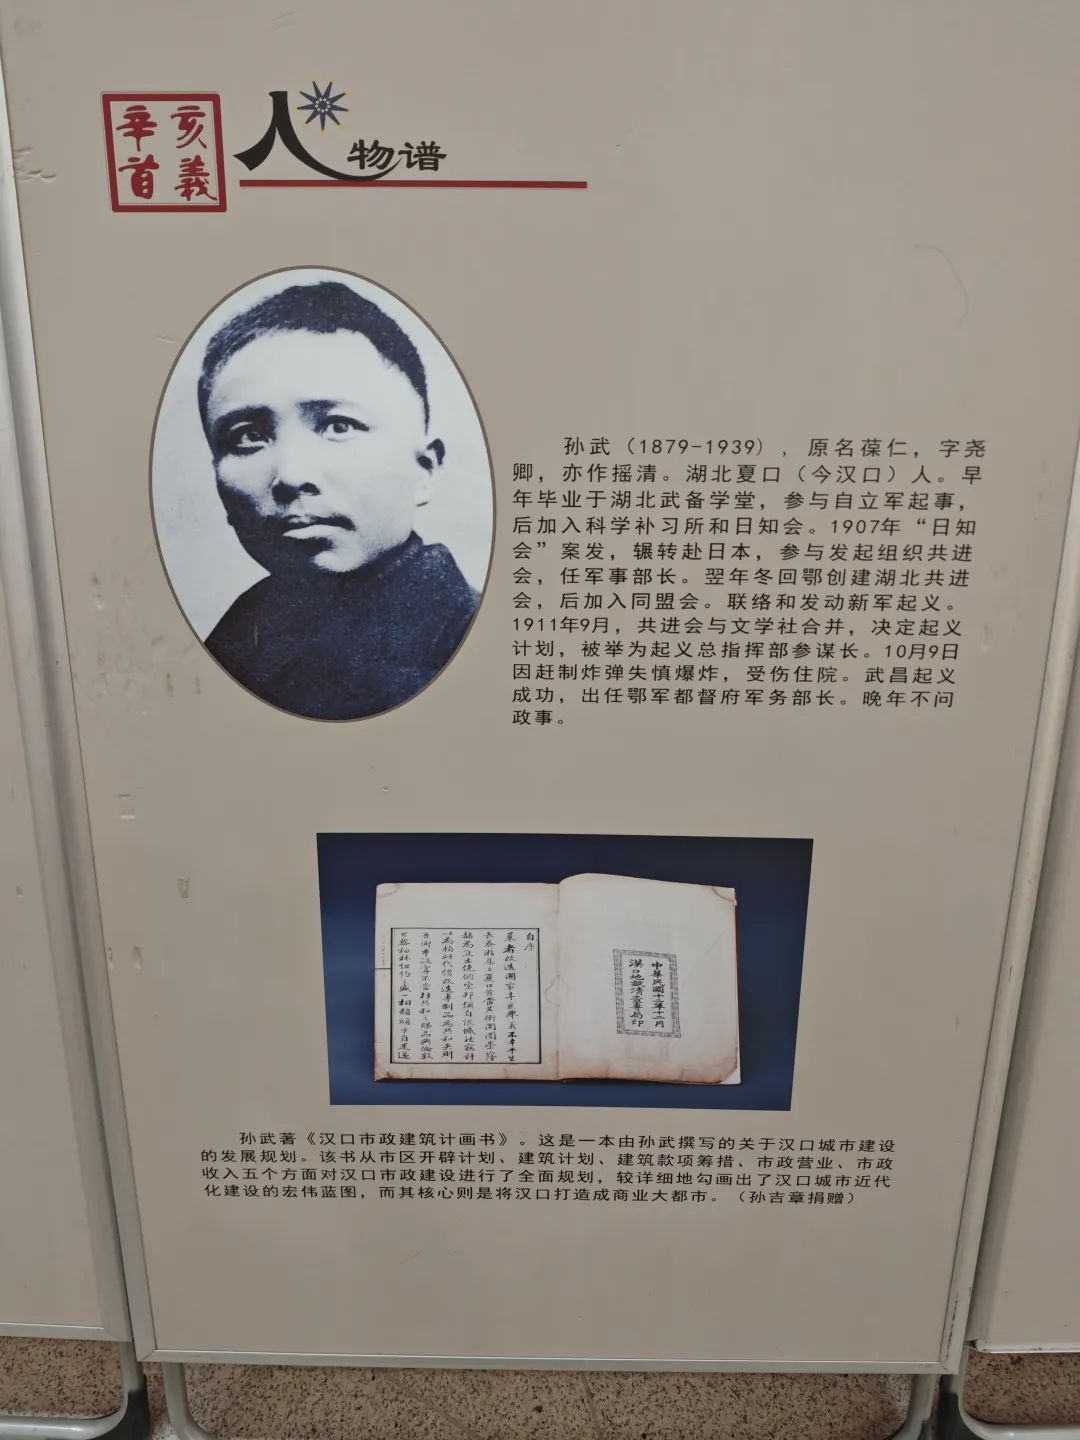 辛亥
首義
人物谱
孙武（1879-1939），原名葆仁，字尧
卿，亦作摇清。湖北夏口（今汉口）人。早
年毕业于湖北武备学堂，参与自立军起事，
后加入科学补习所和日知会。1907年“日知
会”案发，辗转赴日本，参与发起组织共进
会，任军事部长。翌年冬回鄂创建湖北共进
会，后加入同盟会。联络和发动新军起义。
1911年9月，共进会与文学社合并，决定起义
计划，被举为起义总指挥部参谋长。10月9日
因赶制炸弹失慎爆炸，受伤住院。武昌起义
成功，出任鄂军都督府军务部长。晚年不问
政事。
中華民國十二年十二月
漢口地畝清查專局印
自序
孙武著《汉口市政建筑计画书》。这是一本由孙武撰写的关于汉口城市建设
的发展规划。该书从市区开辟计划、建筑计划、建筑款项筹措、市政营业、市政
收入五个方面对汉口市政建设进行了全面规划，较详细地勾画出了汉口城市近代
化建设的宏伟蓝图，而其核心则是将汉口打造成商业大都市。（孙吉章捐赠）